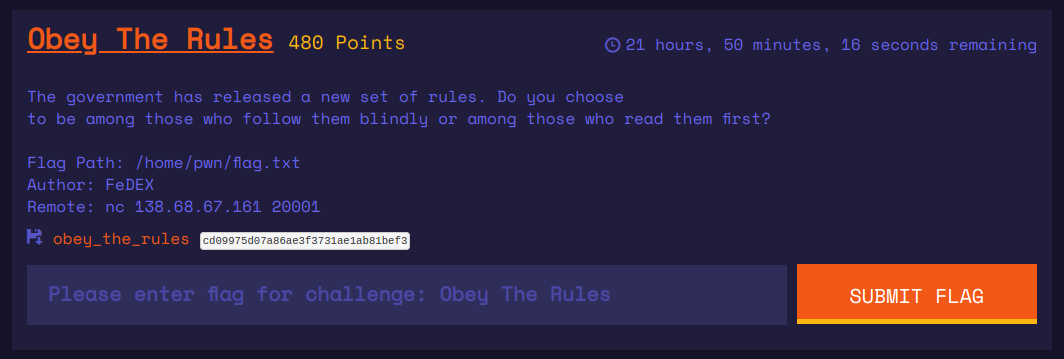 Obey The Rules 480 Points 21 hours, 50 minutes, 16 seconds remaining
The government has released a new set of rules. Do you choose
to be among those who follow them blindly or among those who read them first?
Flag Path: /home/pwn/flag.txt
Author: FeDEX
Remote: nc 138.68.67.161 20001
obey_the_rules cd09975d07a86ae3f3731ae1ab81bef3
Please enter flag for challenge: Obey The Rules SUBMIT FLAG